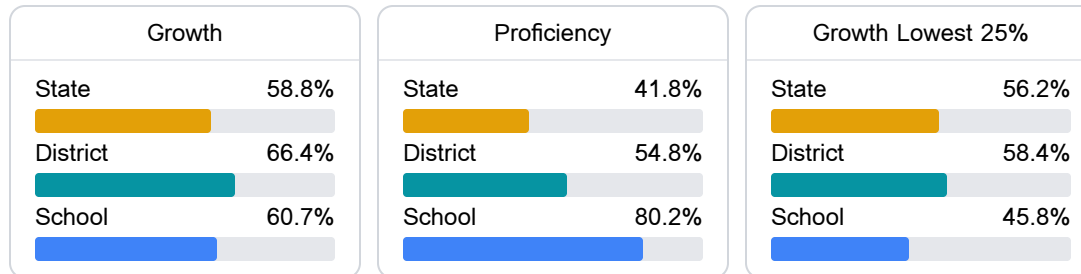 Growth
State 58.8%
District 66.4%
School 60.7%
Proficiency
State 41.8%
District 54.8%
School 80.2%
Growth Lowest 25%
State 56.2%
District 58.4%
School 45.8%